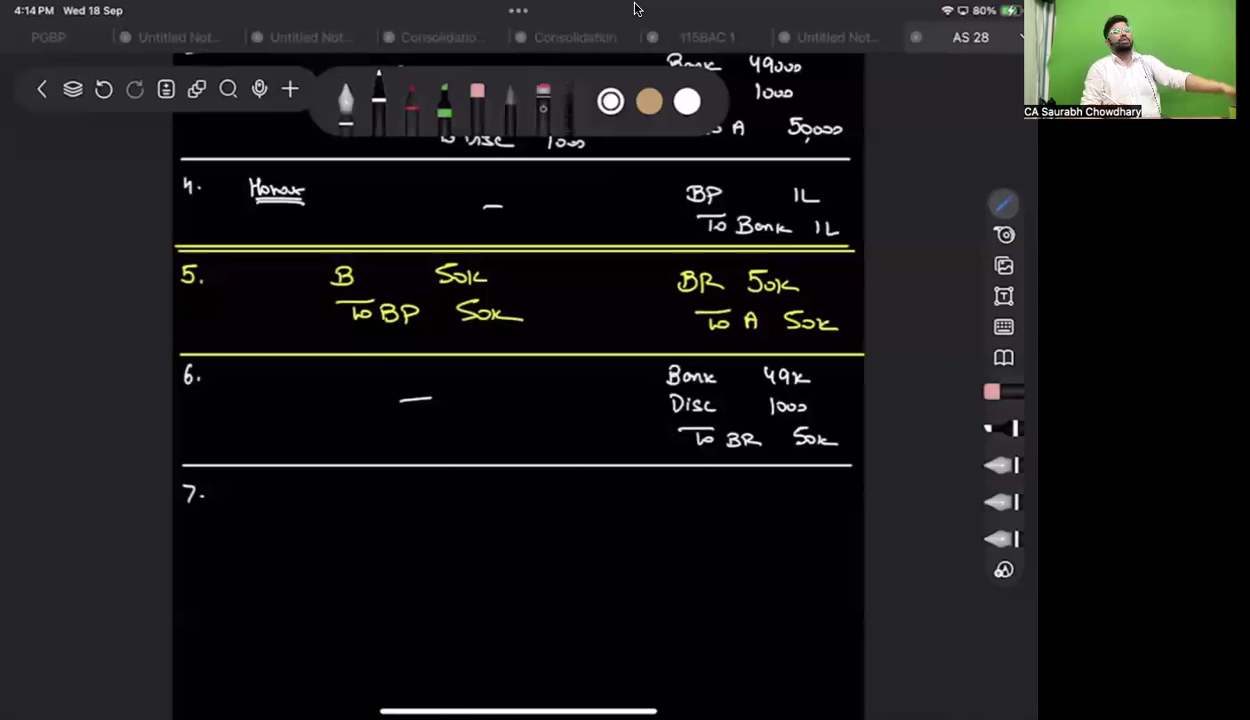 4:14 PM Wed 18 Sep
80%
PGBP
Untitled Not...
Untitled Not...
Consolidatio...
Consolidation
115BAC 1
Untitled Not...
AS 28
CA Saurabh Chowdhary
Bank 49000
1000
To A 50,000
To Disc 1000
4. Honour — BP 1L
To Bank 1L
5. B 50K BR 50K
To BP 50K To A 50K
6. — Bank 49K
Disc 1000
To BR 50K
7.